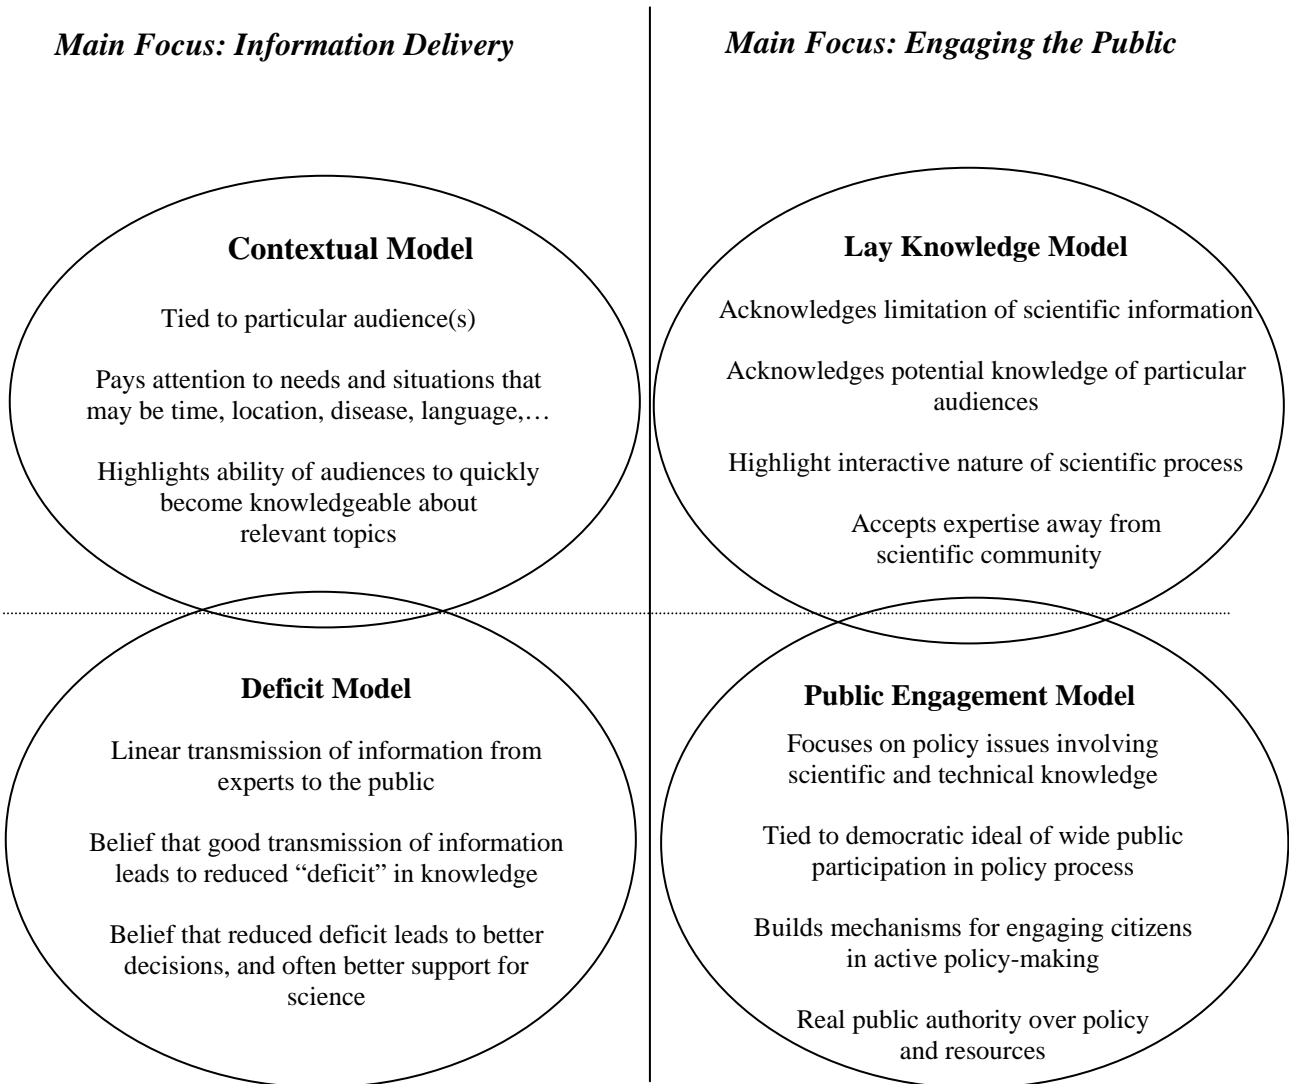 Main Focus: Information Delivery
Main Focus: Engaging the Public
Contextual Model
Tied to particular audience(s)
Pays attention to needs and situations that
may be time, location, disease, language,…
Highlights ability of audiences to quickly
become knowledgeable about
relevant topics
Lay Knowledge Model
Acknowledges limitation of scientific information
Acknowledges potential knowledge of particular
audiences
Highlight interactive nature of scientific process
Accepts expertise away from
scientific community
Deficit Model
Linear transmission of information from
experts to the public
Belief that good transmission of information
leads to reduced “deficit” in knowledge
Belief that reduced deficit leads to better
decisions, and often better support for
science
Public Engagement Model
Focuses on policy issues involving
scientific and technical knowledge
Tied to democratic ideal of wide public
participation in policy process
Builds mechanisms for engaging citizens
in active policy-making
Real public authority over policy
and resources